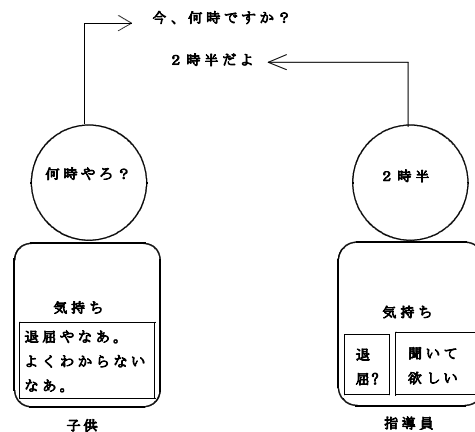 今、何時ですか？
２時半だよ
何時やろ？
２時半
気持ち
退屈やなあ。
よくわからない
なあ。
子供
気持ち
退
屈?
聞いて
欲しい
指導員